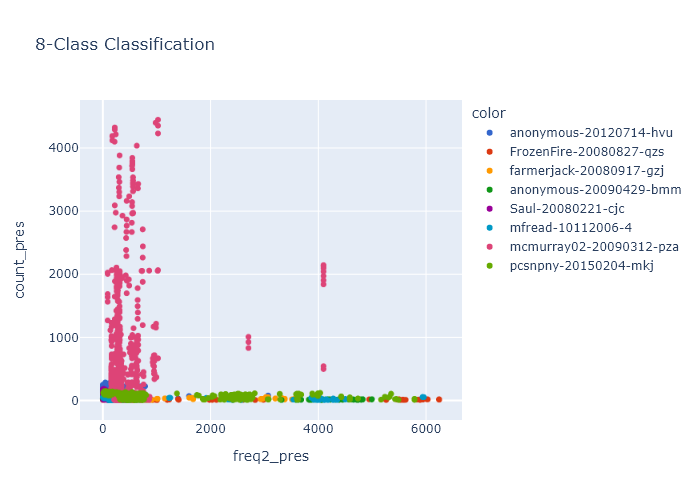 8-Class Classification
color
anonymous-20120714-hvu
FrozenFire-20080827-qzs
farmerjack-20080917-gzj
anonymous-20090429-bmm
Saul-20080221-cjc
mfread-10112006-4
mcmurray02-20090312-pza
pcsnpny-20150204-mkj
count_pres
4000
3000
2000
1000
0
0 2000 4000 6000
freq2_pres